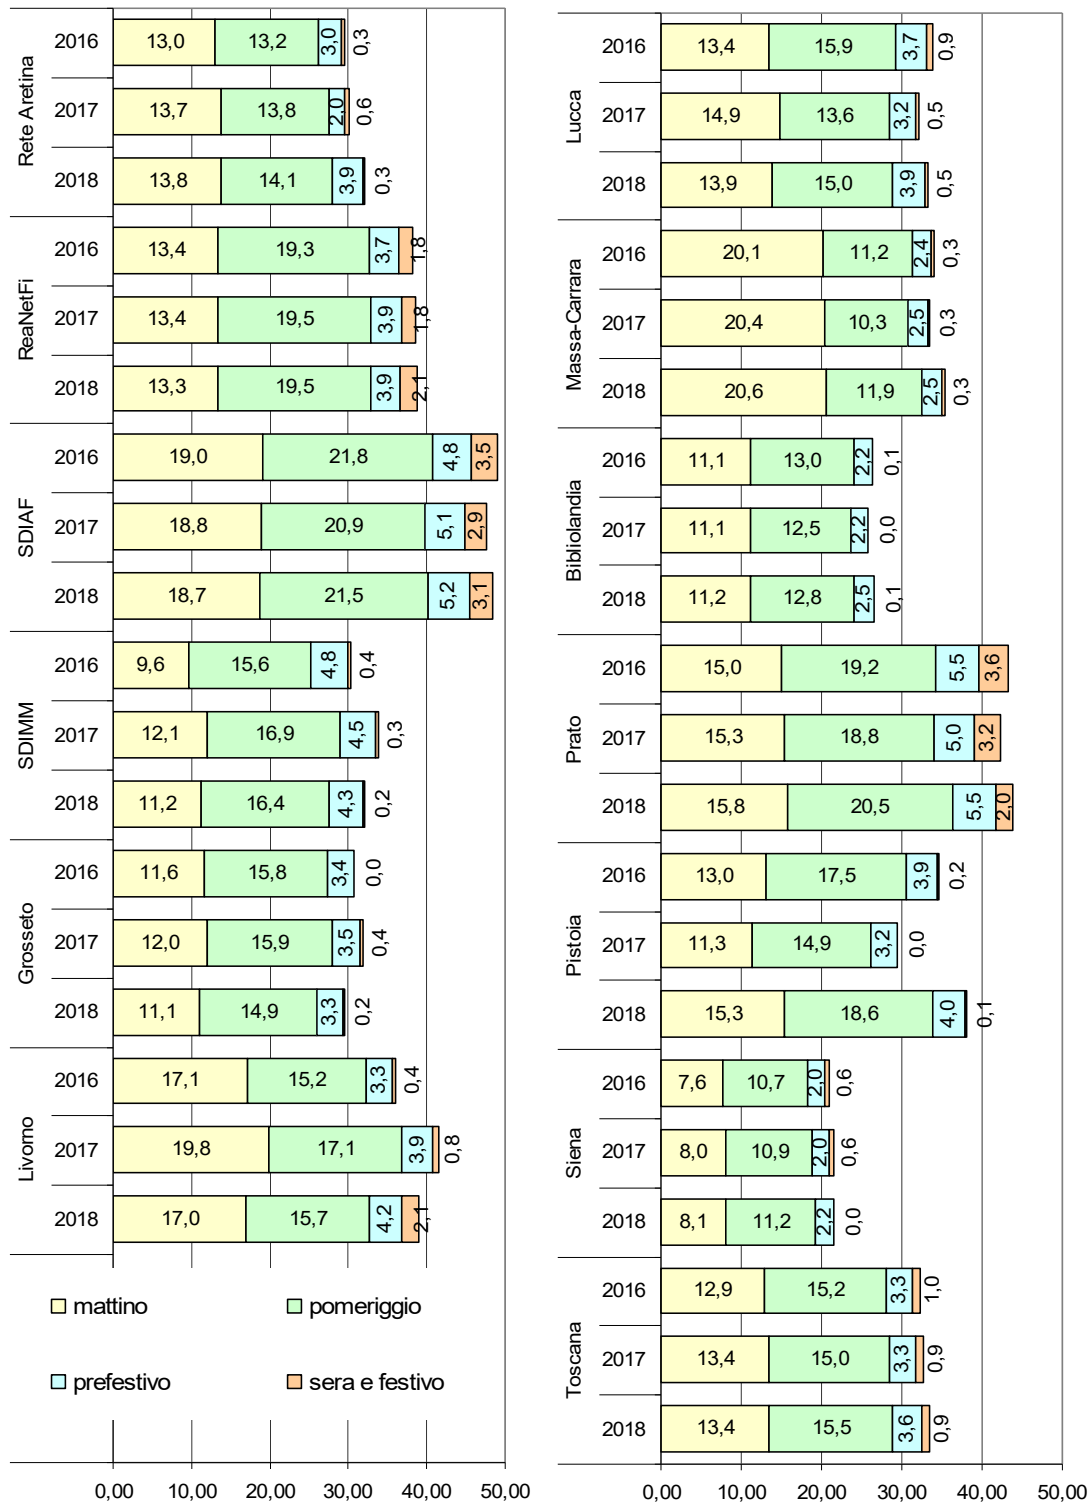 Rete Aretina
2016 13,0 13,2 3,0 0,3
2017 13,7 13,8 2,0 0,6
2018 13,8 14,1 3,9 0,3
ReaNetFi
2016 13,4 19,3 3,7 1,8
2017 13,4 19,5 3,9 1,8
2018 13,3 19,5 3,9 2,1
SDIAF
2016 19,0 21,8 4,8 3,5
2017 18,8 20,9 5,1 2,9
2018 18,7 21,5 5,2 3,1
SDIMM
2016 9,6 15,6 4,8 0,4
2017 12,1 16,9 4,5 0,3
2018 11,2 16,4 4,3 0,2
Grosseto
2016 11,6 15,8 3,4 0,0
2017 12,0 15,9 3,5 0,4
2018 11,1 14,9 3,3 0,2
Livorno
2016 17,1 15,2 3,3 0,4
2017 19,8 17,1 3,9 0,8
2018 17,0 15,7 4,2 2,1
mattino pomeriggio
prefestivo sera e festivo
0,00 10,00 20,00 30,00 40,00 50,00
Lucca
2016 13,4 15,9 3,7 0,9
2017 14,9 13,6 3,2 0,5
2018 13,9 15,0 3,9 0,5
Massa-Carrara
2016 20,1 11,2 2,4 0,3
2017 20,4 10,3 2,5 0,3
2018 20,6 11,9 2,5 0,3
Bibliolandia
2016 11,1 13,0 2,2 0,1
2017 11,1 12,5 2,2 0,0
2018 11,2 12,8 2,5 0,1
Prato
2016 15,0 19,2 5,5 3,6
2017 15,3 18,8 5,0 3,2
2018 15,8 20,5 5,5 2,0
Pistoia
2016 13,0 17,5 3,9 0,2
2017 11,3 14,9 3,2 0,0
2018 15,3 18,6 4,0 0,1
Siena
2016 7,6 10,7 2,0 0,6
2017 8,0 10,9 2,0 0,6
2018 8,1 11,2 2,2 0,0
Toscana
2016 12,9 15,2 3,3 1,0
2017 13,4 15,0 3,3 0,9
2018 13,4 15,5 3,6 0,9
0,00 10,00 20,00 30,00 40,00 50,00